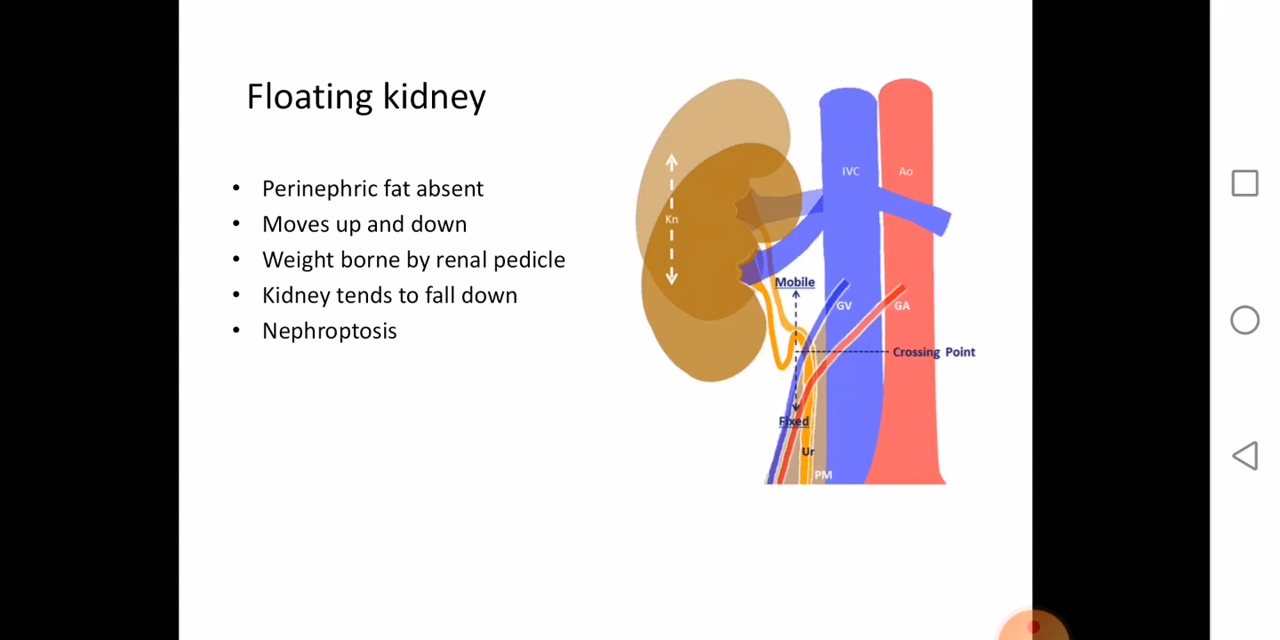 Floating kidney
• Perinephric fat absent
• Moves up and down
• Weight borne by renal pedicle
• Kidney tends to fall down
• Nephroptosis
IVC
Ao
Kn
Mobile
GV
GA
Crossing Point
Fixed
Ur
PM